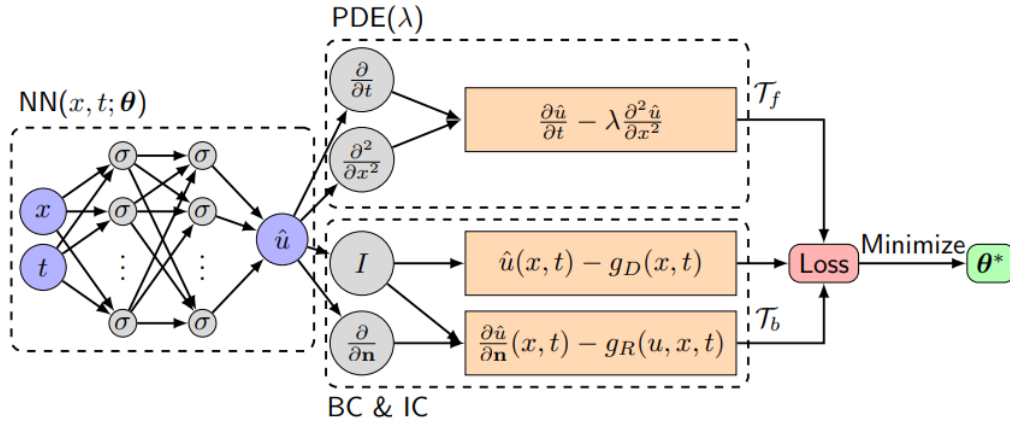 PDE(λ)
NN(x, t; θ)
∂/∂t
∂²/∂x²
∂û/∂t − λ ∂²û/∂x²
𝒯_f
σ
σ
x
σ
σ
t
⋮
⋮
σ
σ
û
I
û(x, t) − g_D(x, t)
∂/∂n
∂û/∂n (x, t) − g_R(u, x, t)
𝒯_b
Loss
Minimize
θ*
BC & IC